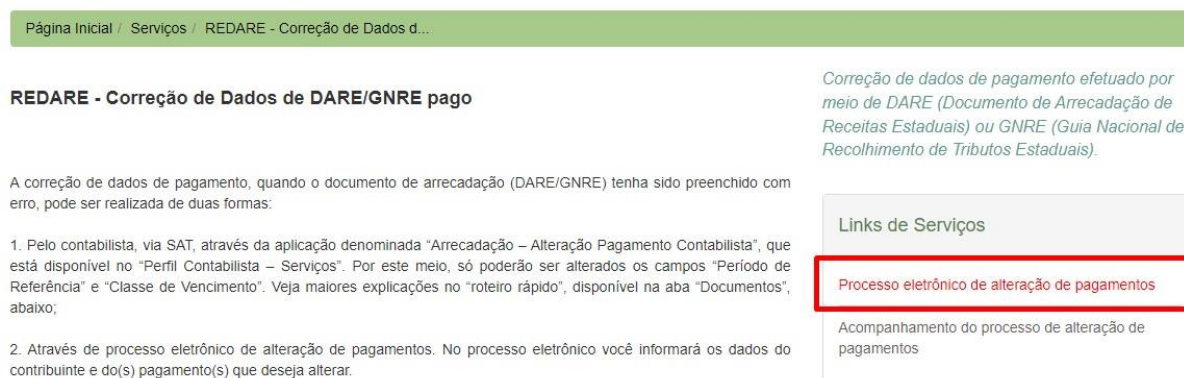 Página Inicial / Serviços / REDARE - Correção de Dados d...
REDARE - Correção de Dados de DARE/GNRE pago
A correção de dados de pagamento, quando o documento de arrecadação (DARE/GNRE) tenha sido preenchido com
erro, pode ser realizada de duas formas:
1. Pelo contabilista, via SAT, através da aplicação denominada “Arrecadação – Alteração Pagamento Contabilista”, que
está disponível no “Perfil Contabilista – Serviços”. Por este meio, só poderão ser alterados os campos “Período de
Referência” e “Classe de Vencimento”. Veja maiores explicações no “roteiro rápido”, disponível na aba “Documentos”,
abaixo;
2. Através de processo eletrônico de alteração de pagamentos. No processo eletrônico você informará os dados do
contribuinte e do(s) pagamento(s) que deseja alterar.
Correção de dados de pagamento efetuado por
meio de DARE (Documento de Arrecadação de
Receitas Estaduais) ou GNRE (Guia Nacional de
Recolhimento de Tributos Estaduais).
Links de Serviços
Processo eletrônico de alteração de pagamentos
Acompanhamento do processo de alteração de
pagamentos